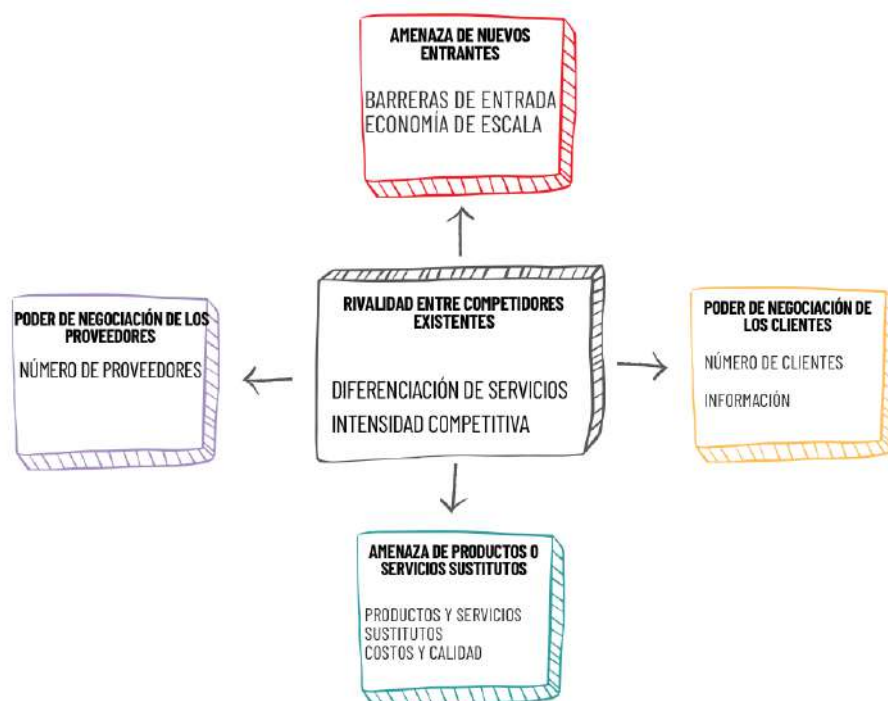 AMENAZA DE NUEVOS
ENTRANTES
BARRERAS DE ENTRADA
ECONOMÍA DE ESCALA
PODER DE NEGOCIACIÓN DE LOS
PROVEEDORES
NÚMERO DE PROVEEDORES
RIVALIDAD ENTRE COMPETIDORES
EXISTENTES
DIFERENCIACIÓN DE SERVICIOS
INTENSIDAD COMPETITIVA
PODER DE NEGOCIACIÓN DE
LOS CLIENTES
NÚMERO DE CLIENTES
INFORMACIÓN
AMENAZA DE PRODUCTOS O
SERVICIOS SUSTITUTOS
PRODUCTOS Y SERVICIOS
SUSTITUTOS
COSTOS Y CALIDAD